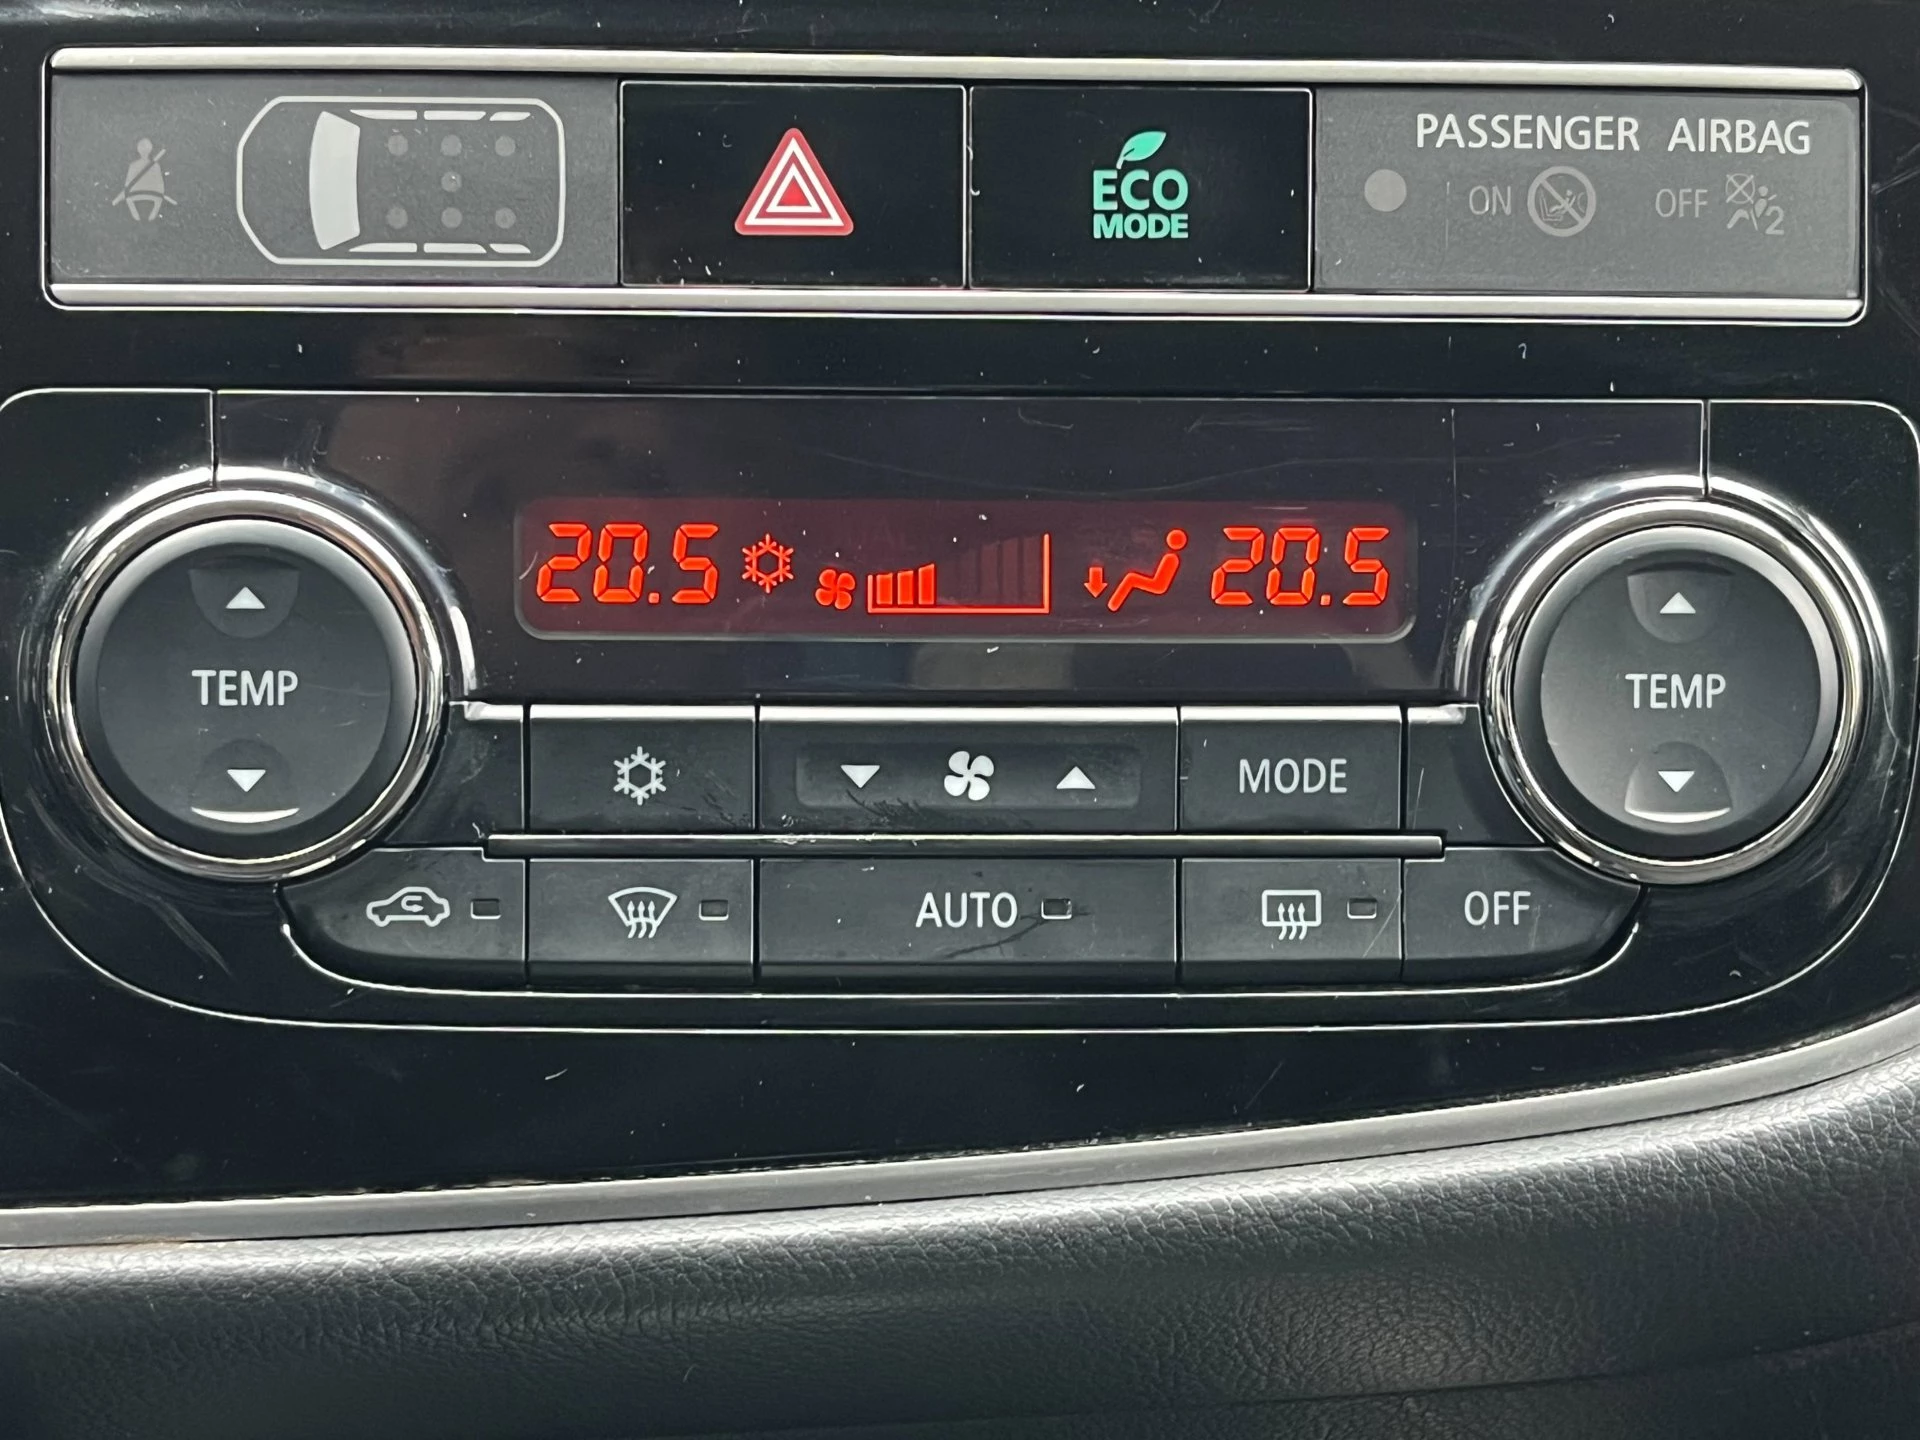 PASSENGER AIRBAG
ECO
MODE
ON OFF 2
20.5 20.5
TEMP
TEMP
MODE
AUTO
OFF